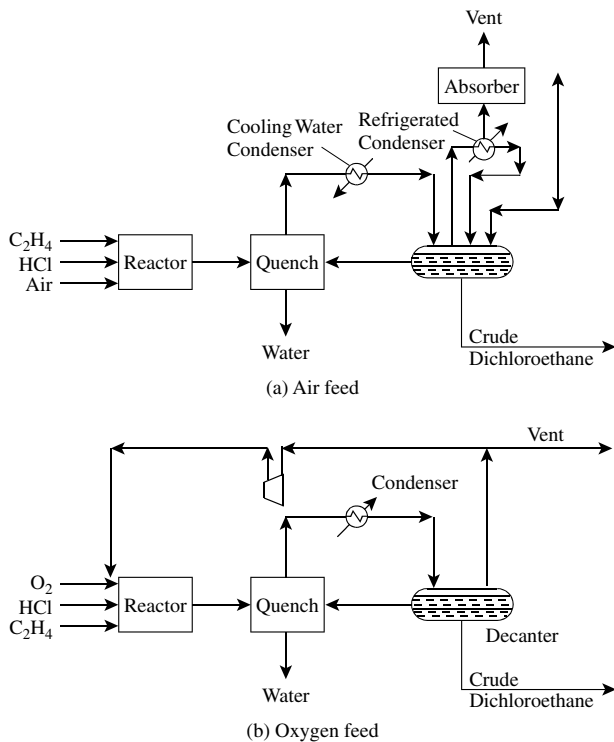 Vent
Absorber
Refrigerated
Condenser
Cooling Water
Condenser
C₂H₄
HCl
Air
Reactor
Quench
Water
Crude
Dichloroethane
(a) Air feed
Vent
Condenser
O₂
HCl
C₂H₄
Reactor
Quench
Decanter
Water
Crude
Dichloroethane
(b) Oxygen feed